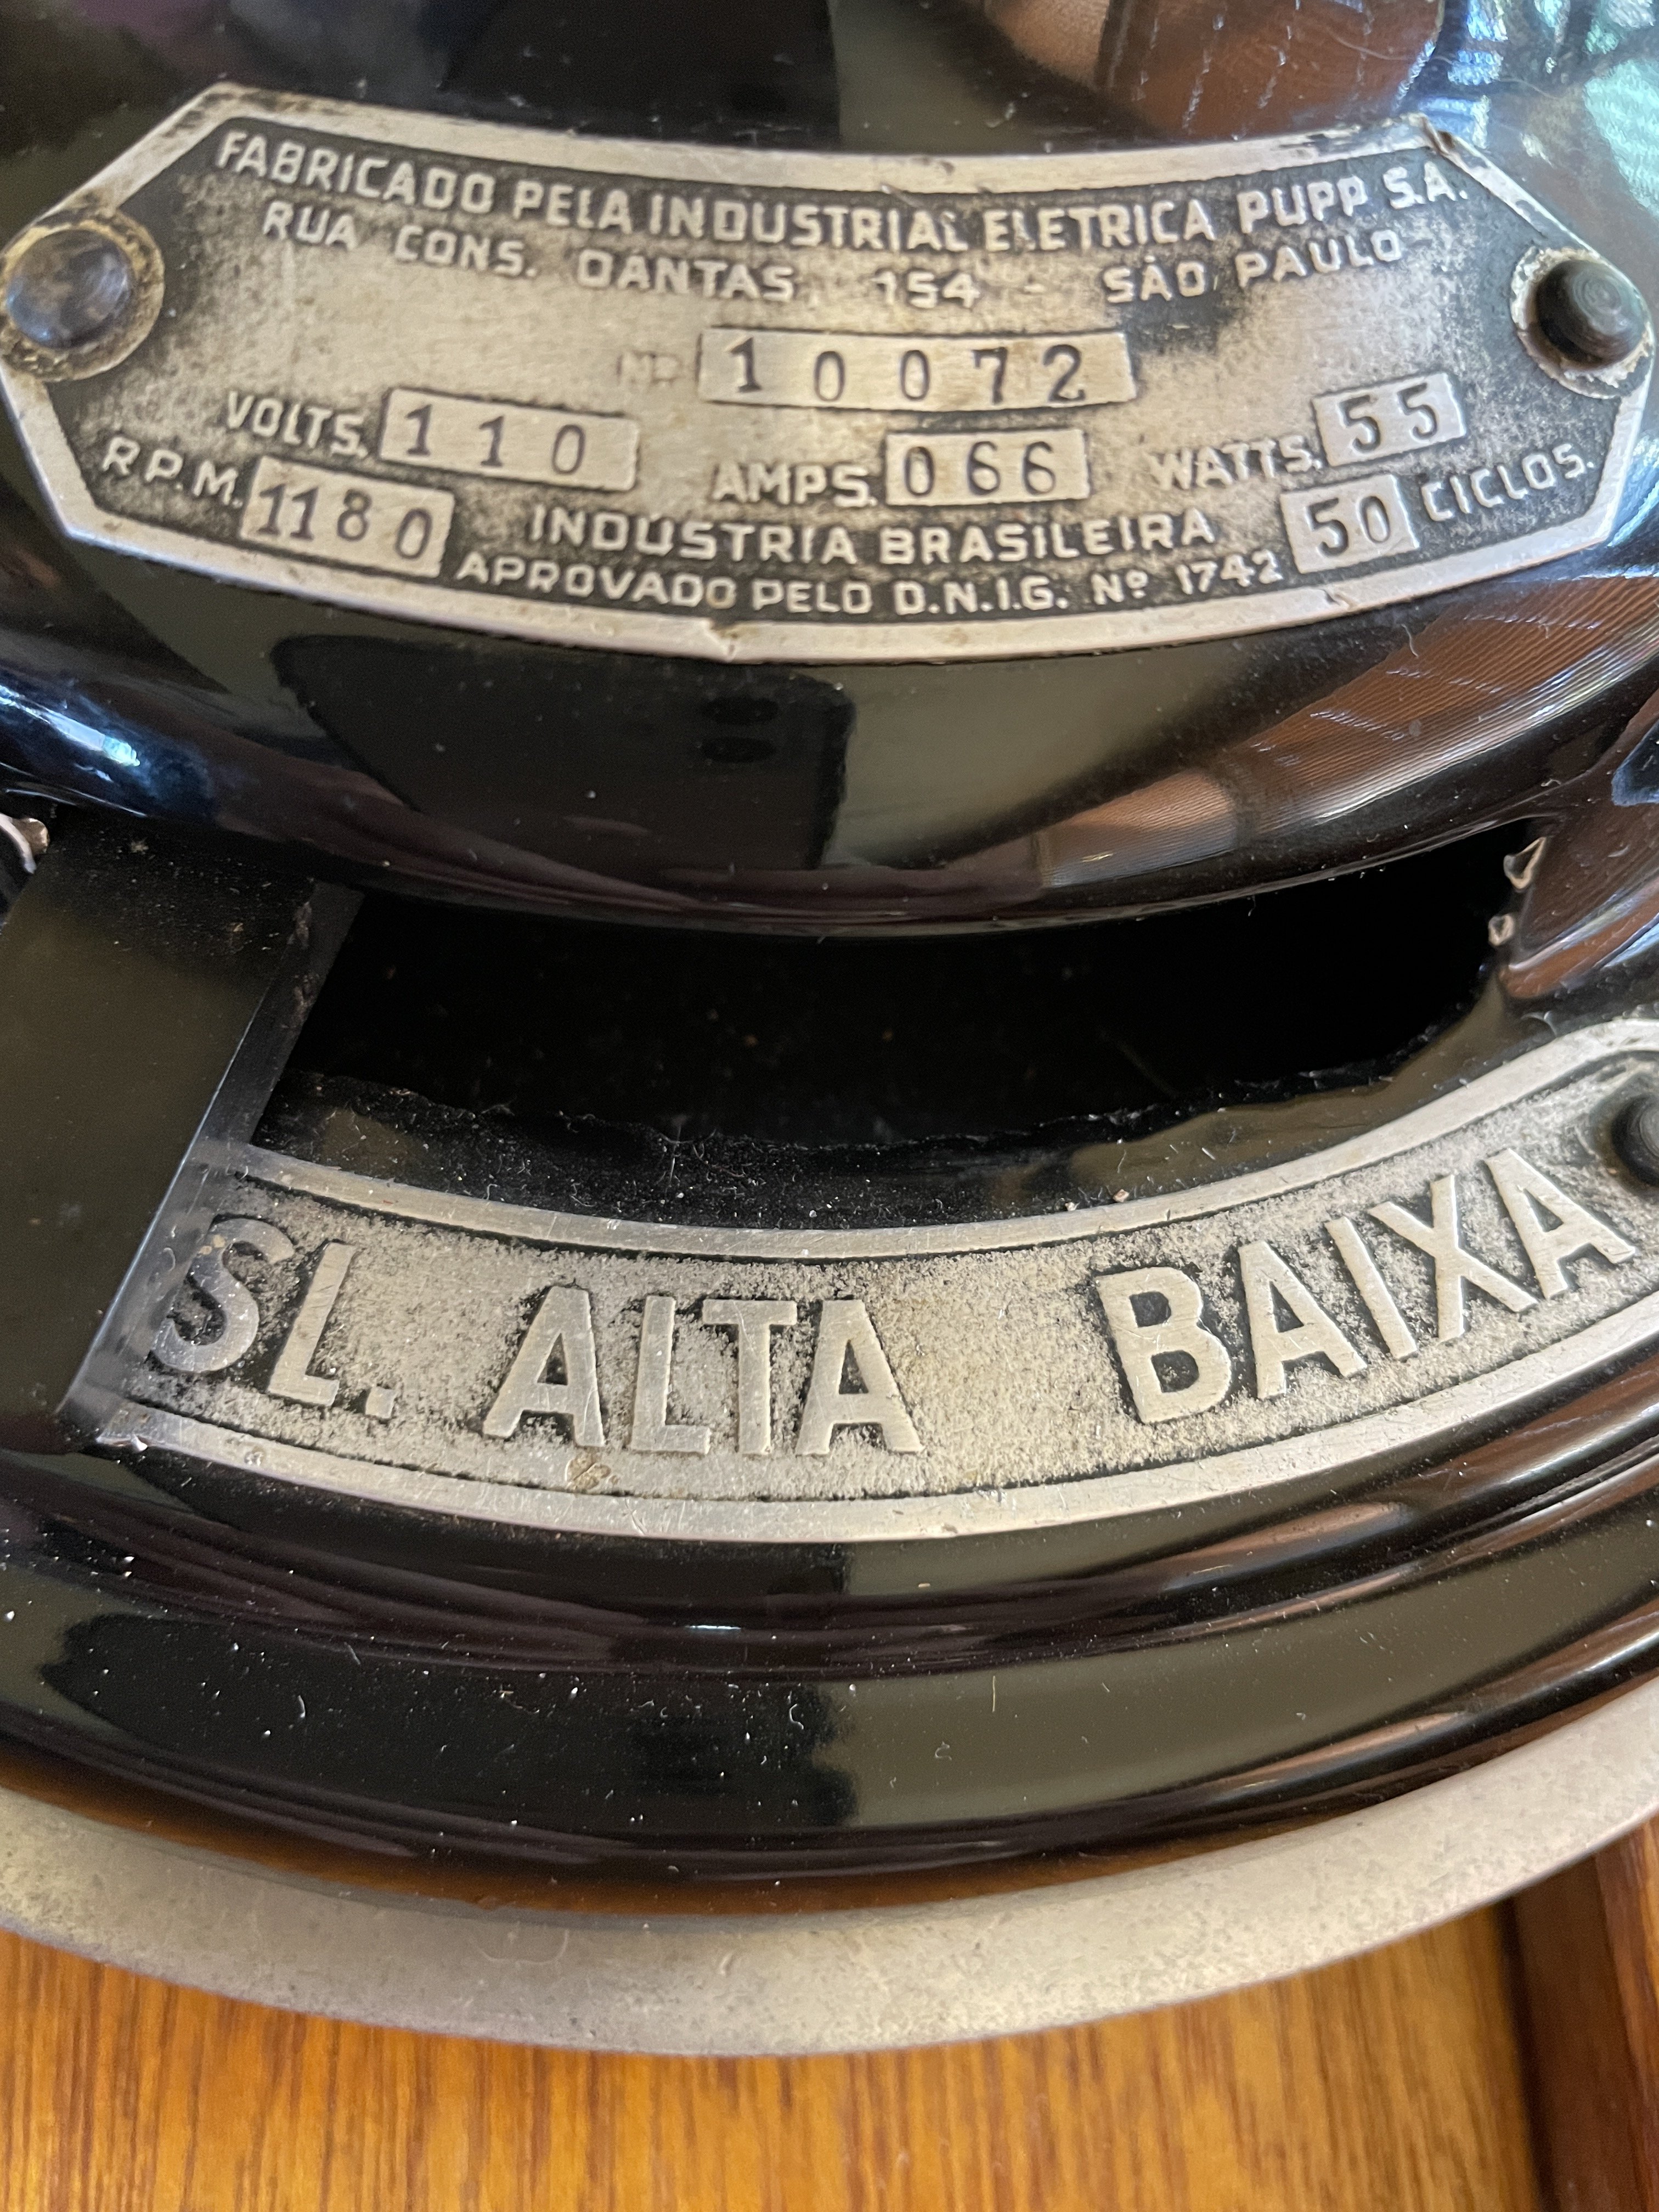 FABRICADO PELA INDUSTRIAL ELETRICA PUPP S.A.
RUA CONS. DANTAS, 154 - SÃO PAULO
Nº 10072
VOLTS. 110 AMPS. 066 WATTS. 55
R.P.M. 1180 INDUSTRIA BRASILEIRA 50 CICLOS.
APROVADO PELO D.N.I.G. Nº 1742
SL. ALTA BAIXA